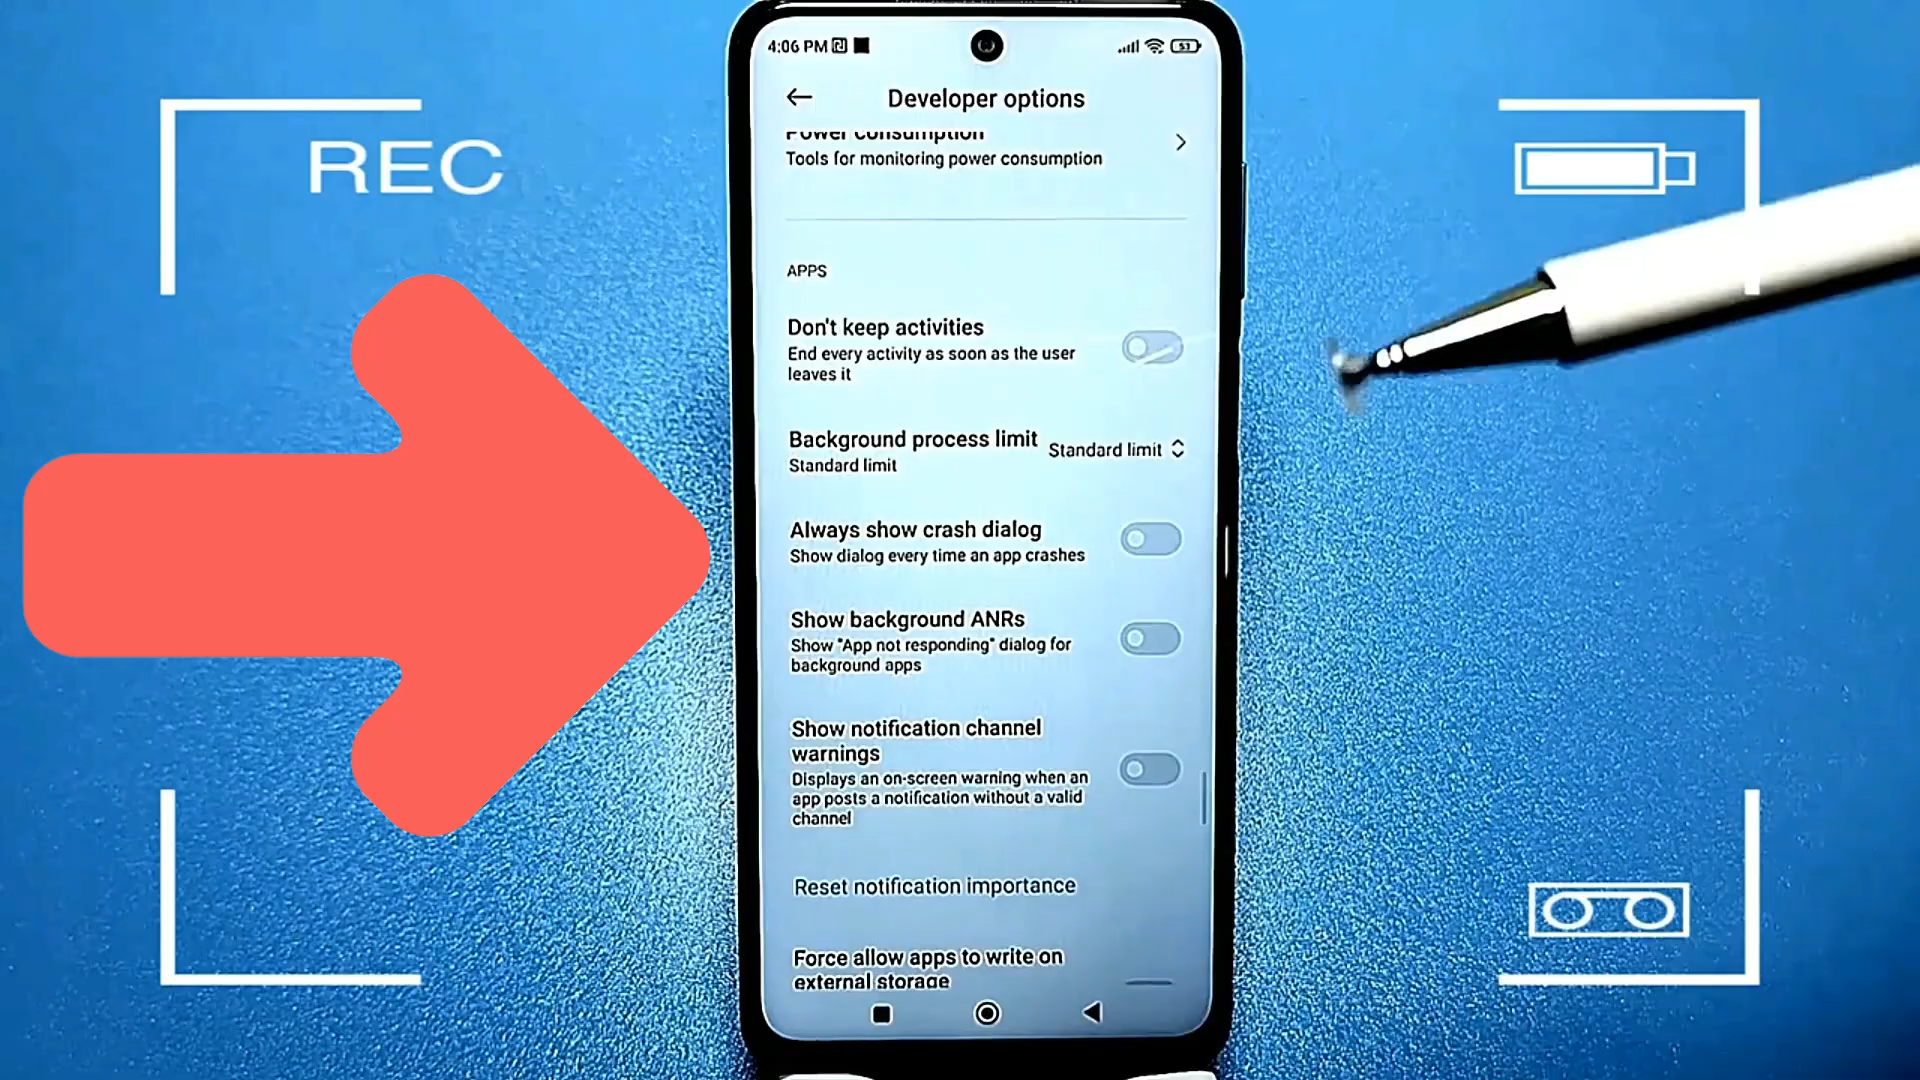 REC
4:06 PM
53
Developer options
Power consumption
Tools for monitoring power consumption
APPS
Don't keep activities
End every activity as soon as the user
leaves it
Background process limit
Standard limit
Standard limit
Always show crash dialog
Show dialog every time an app crashes
Show background ANRs
Show "App not responding" dialog for
background apps
Show notification channel
warnings
Displays an on-screen warning when an
app posts a notification without a valid
channel
Reset notification importance
Force allow apps to write on
external storage